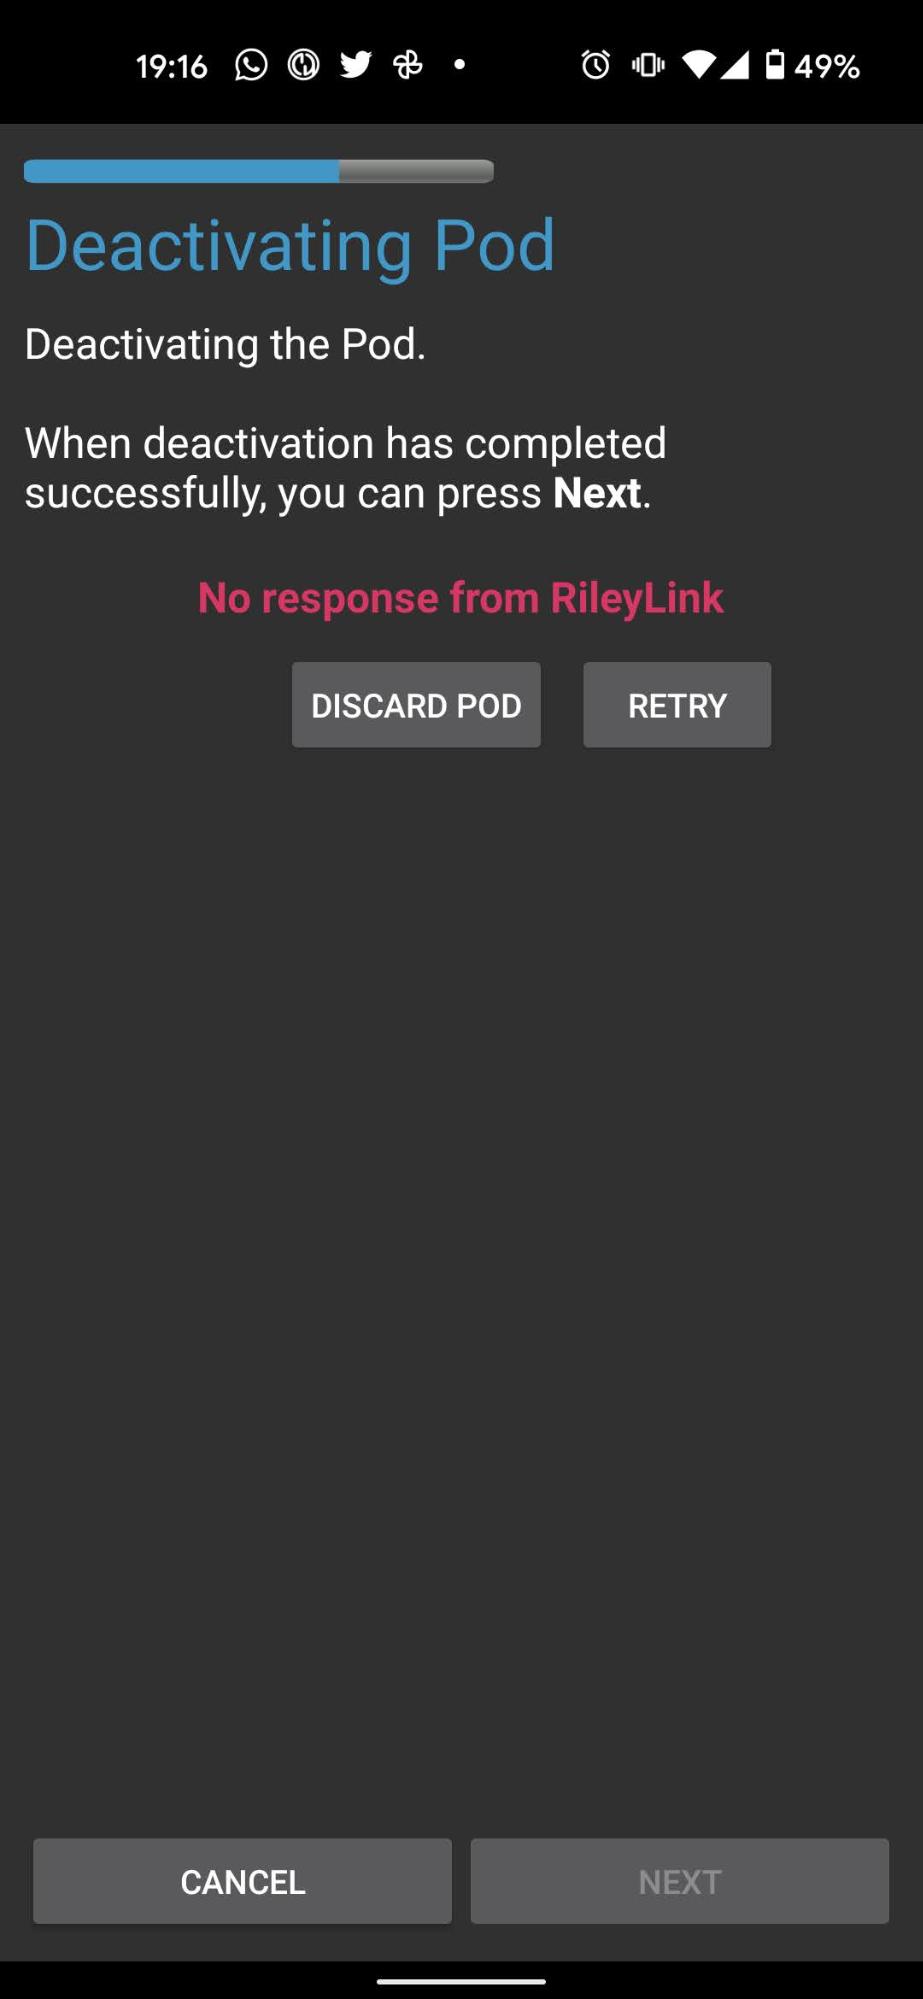 19:16 49%
Deactivating Pod
Deactivating the Pod.
When deactivation has completed
successfully, you can press Next.
No response from RileyLink
DISCARD POD RETRY
CANCEL NEXT